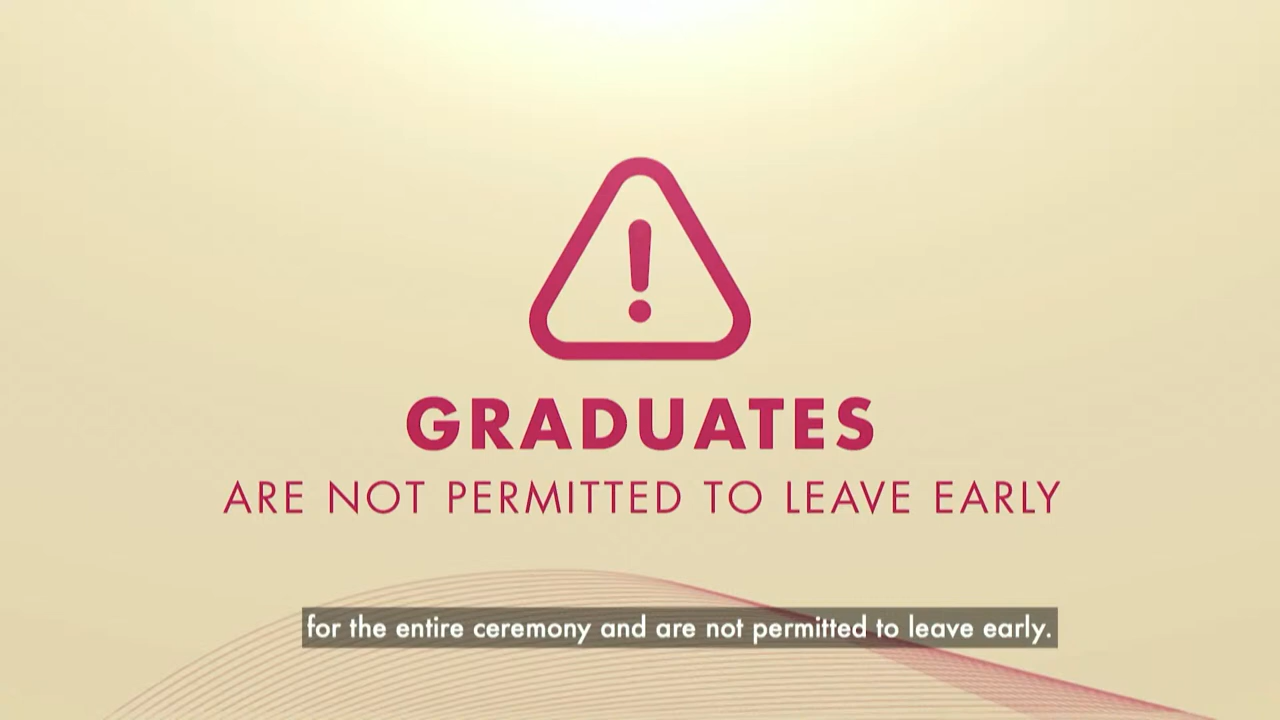 GRADUATES
ARE NOT PERMITTED TO LEAVE EARLY
for the entire ceremony and are not permitted to leave early.